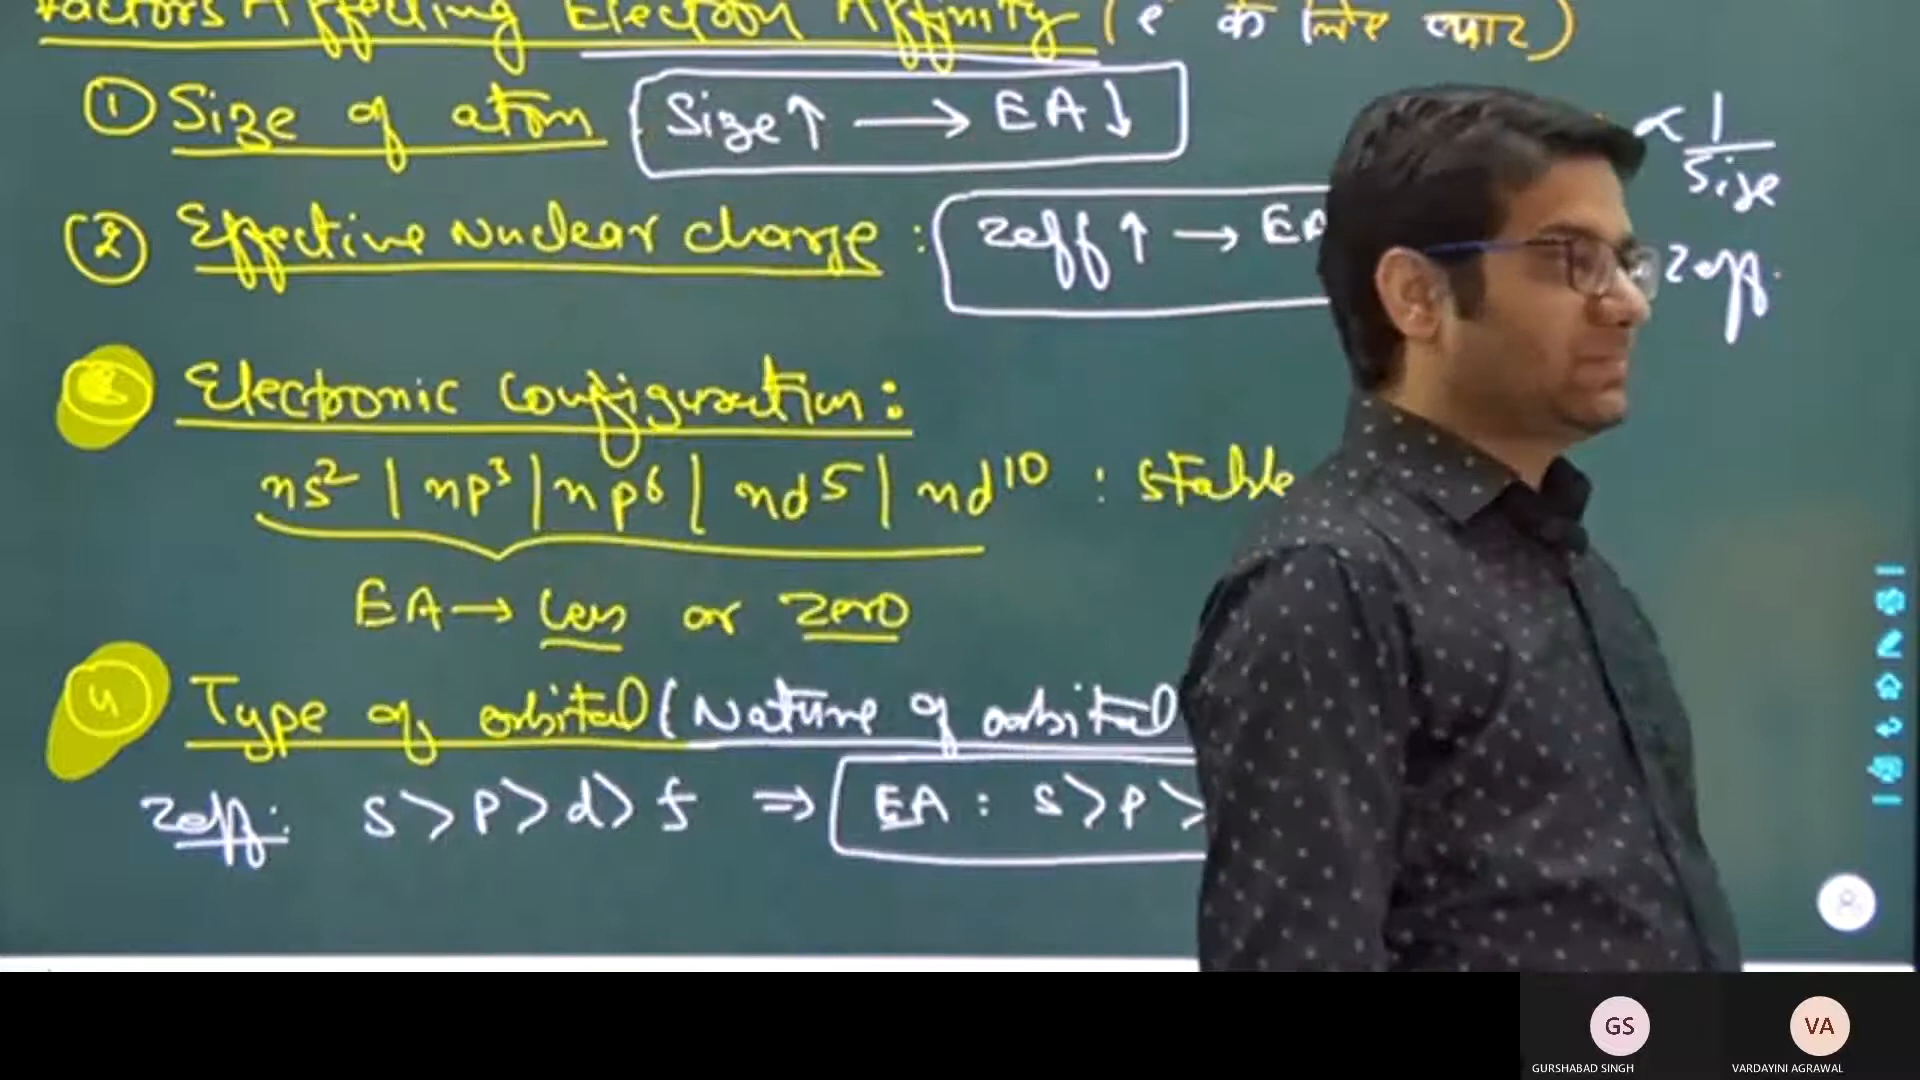 Factors Affecting Electron Affinity (e⁻ के लिए प्यार)
① Size of atom Size↑ ⟶ EA↓ ∝ 1/Size
② Effective Nuclear charge : Zeff↑ → EA Zeff.
Electronic Configuration :
ns² | np³ | np⁶ | nd5 | nd¹⁰ : stable
EA → less or zero
④ Type of orbital (Nature of orbital
Zeff: s > p > d > f ⇒ EA : s > p >
GS VA
GURSHABAD SINGH VARDAYINI AGRAWAL